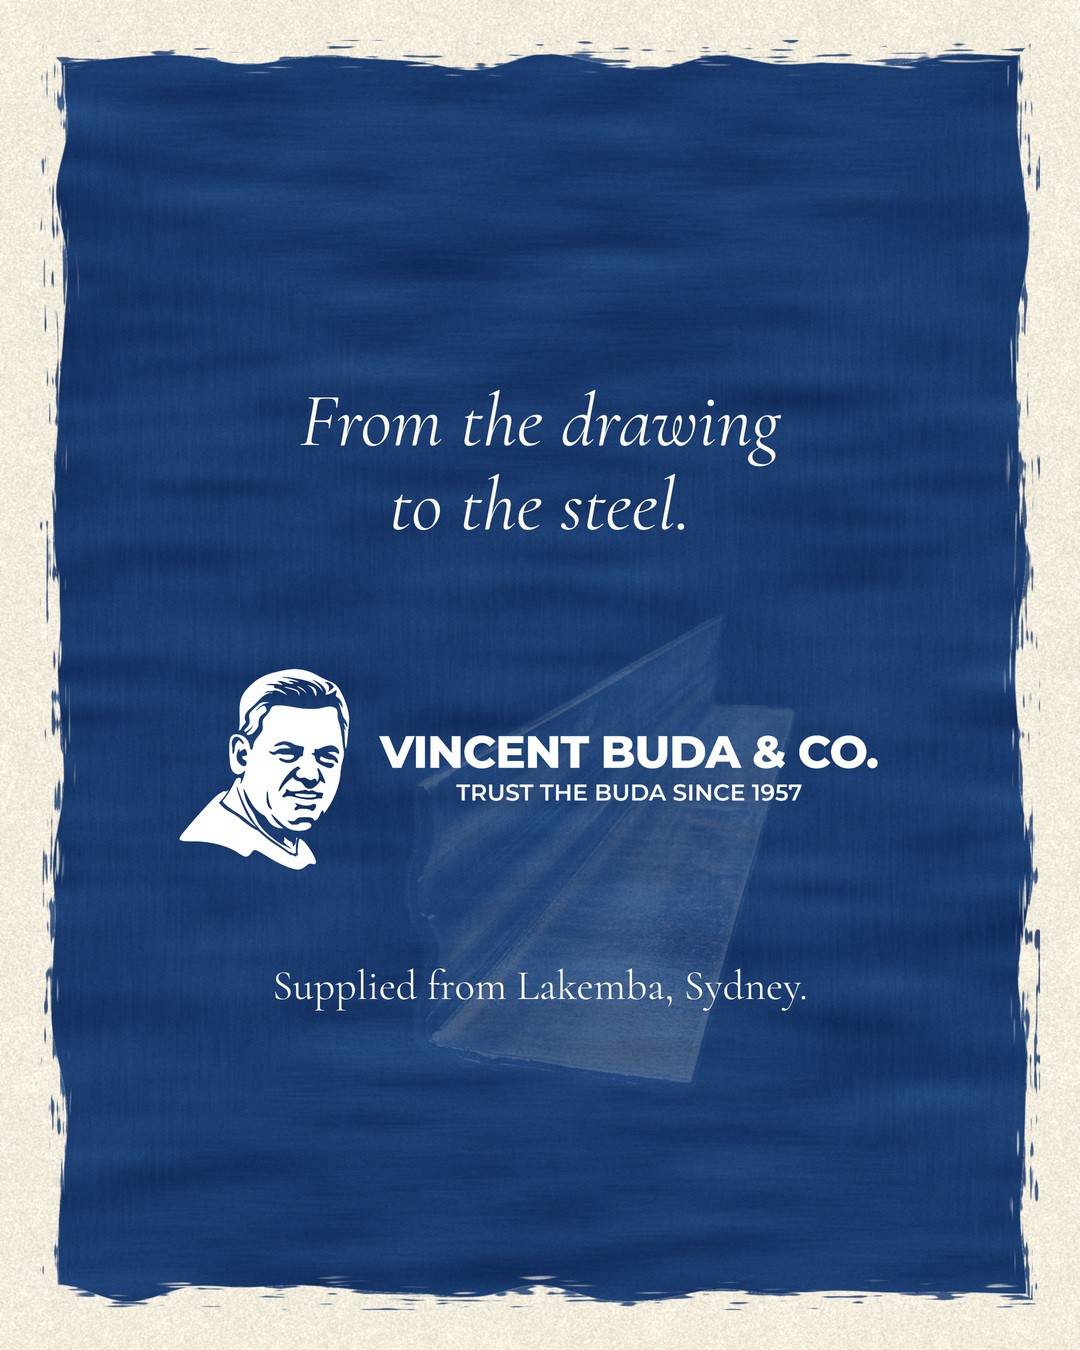 From the drawing
to the steel.
VINCENT BUDA & CO.
TRUST THE BUDA SINCE 1957
Supplied from Lakemba, Sydney.